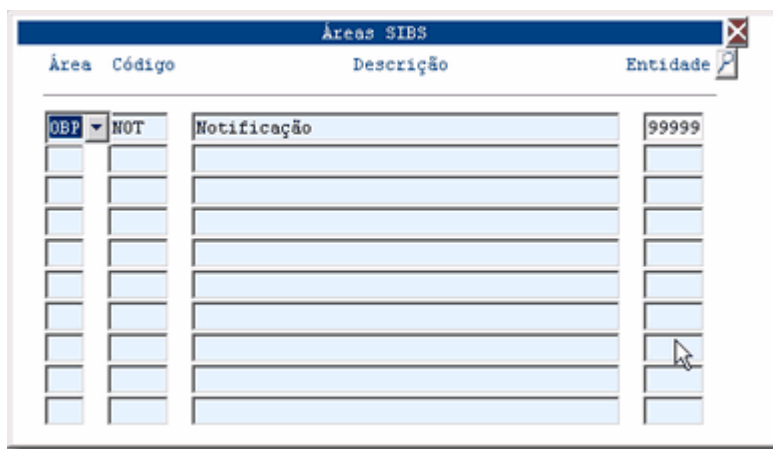 Áreas SIBS
Área Código Descrição Entidade
OBP NOT Notificação 99999